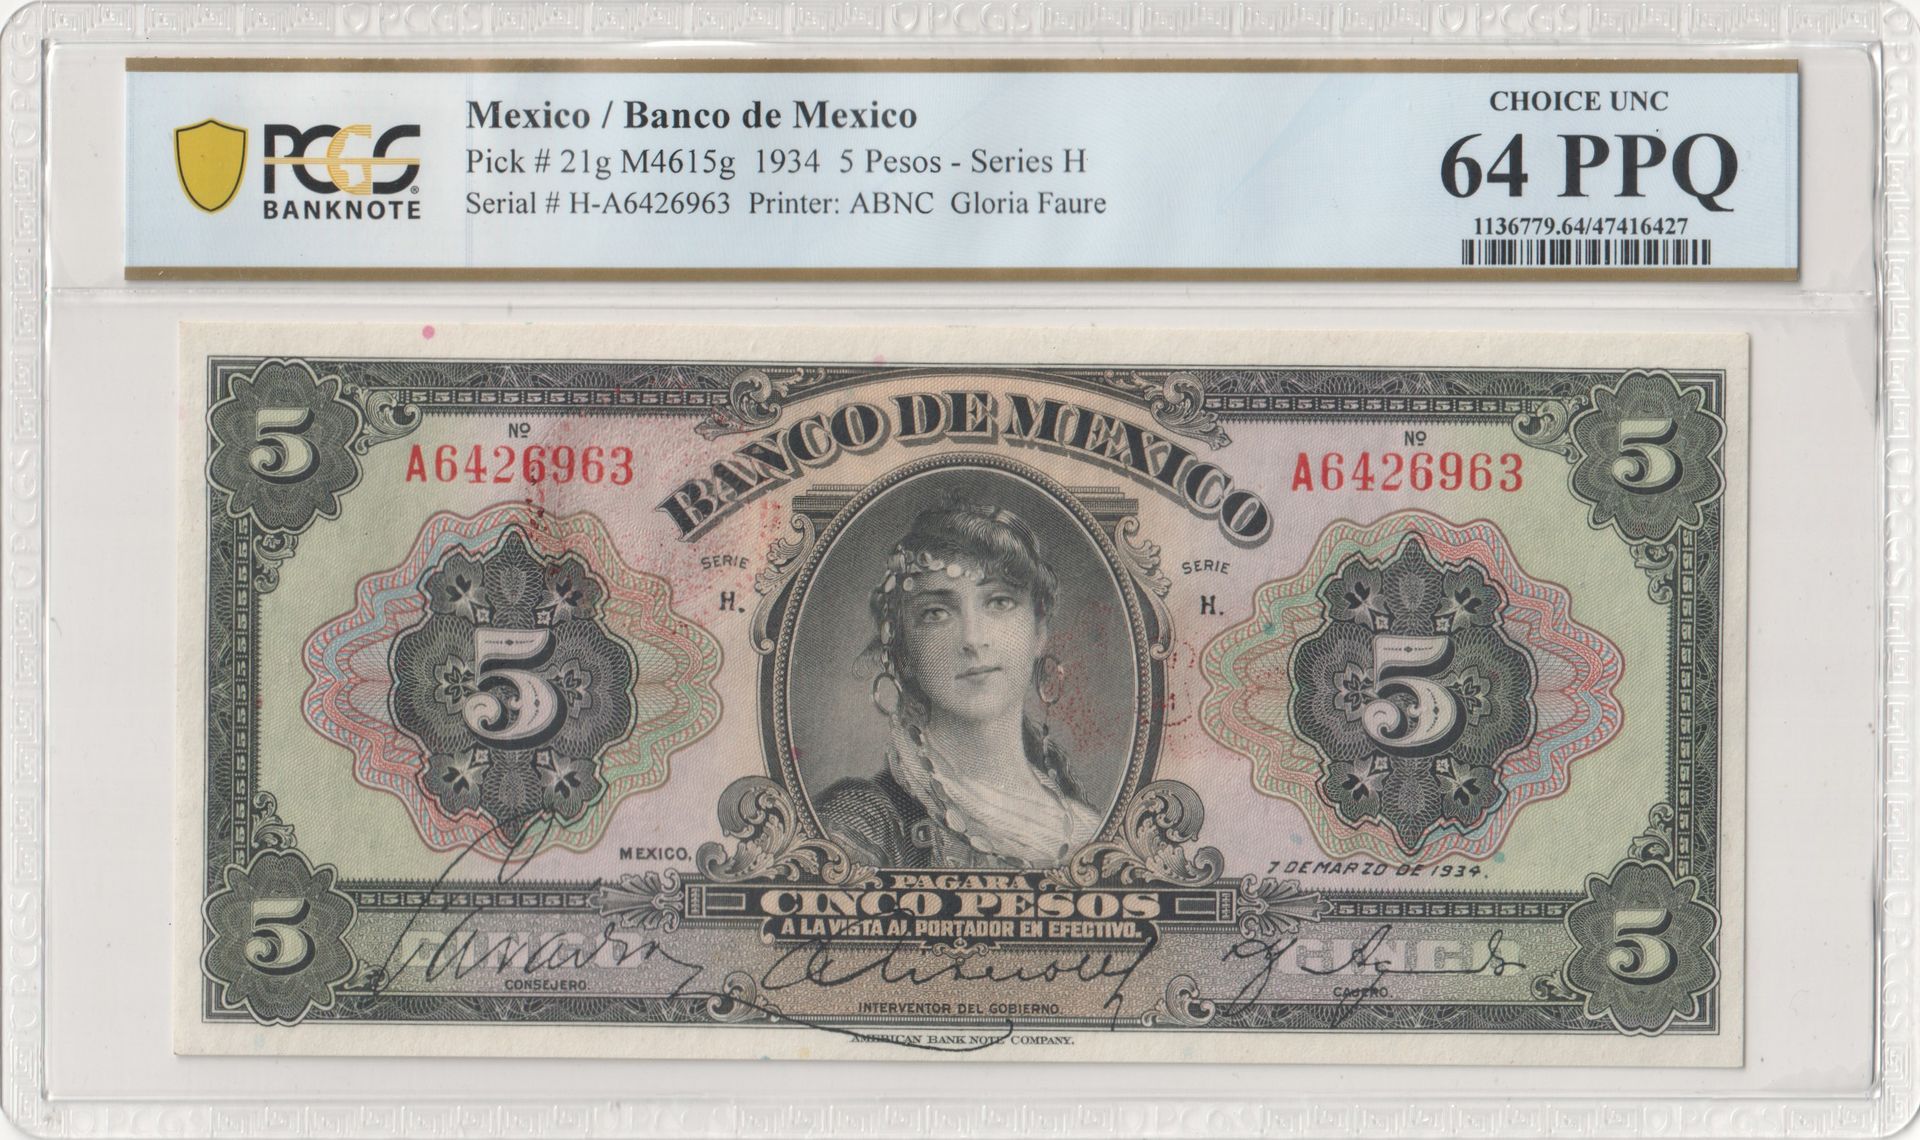 Mexico / Banco de Mexico
Pick # 21g M4615g 1934 5 Pesos - Series H
Serial # H-A6426963 Printer: ABNC Gloria Faure
PCGS
BANKNOTE
CHOICE UNC
64 PPQ
1136779.64/47416427
BANCO DE MEXICO
5
5
Nº
A6426963
Nº
A6426963
SERIE
H.
SERIE
H.
5
5
MEXICO,
7 DE MARZO DE 1934.
PAGARÁ
CINCO PESOS
A LA VISTA AL PORTADOR EN EFECTIVO.
5
CINCO
CINCO
5
CONSEJERO.
INTERVENTOR DEL GOBIERNO.
CAJERO.
AMERICAN BANK NOTE COMPANY.